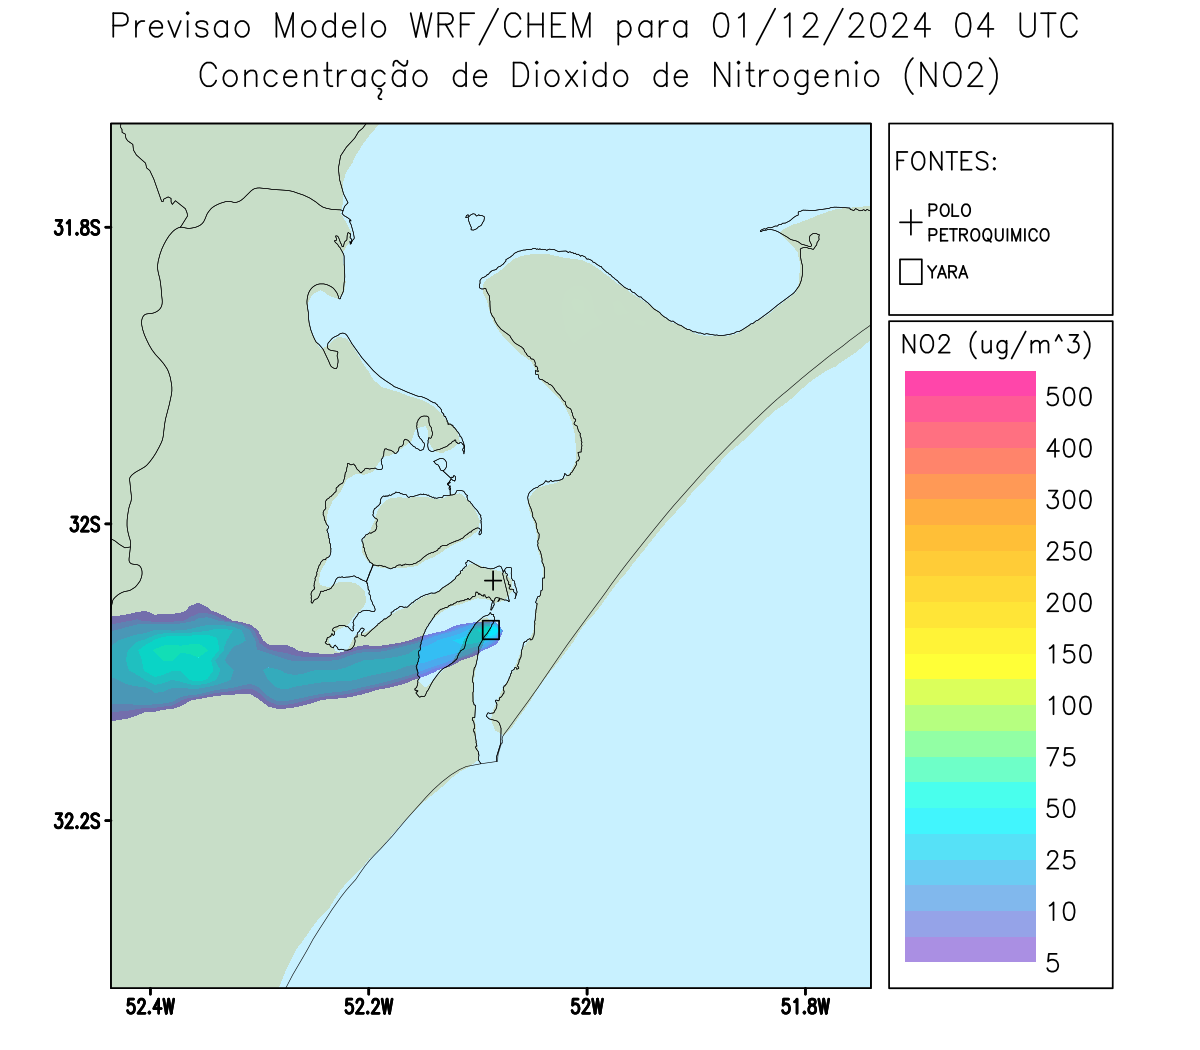 Previsao Modelo WRF/CHEM para 01/12/2024 04 UTC
Concentração de Dioxido de Nitrogenio (NO2)
FONTES:
POLO
PETROQUIMICO
YARA
NO2 (ug/m^3)
500
400
300
250
200
150
100
75
50
25
10
5
31.8S
32S
32.2S
52.4W
52.2W
52W
51.8W